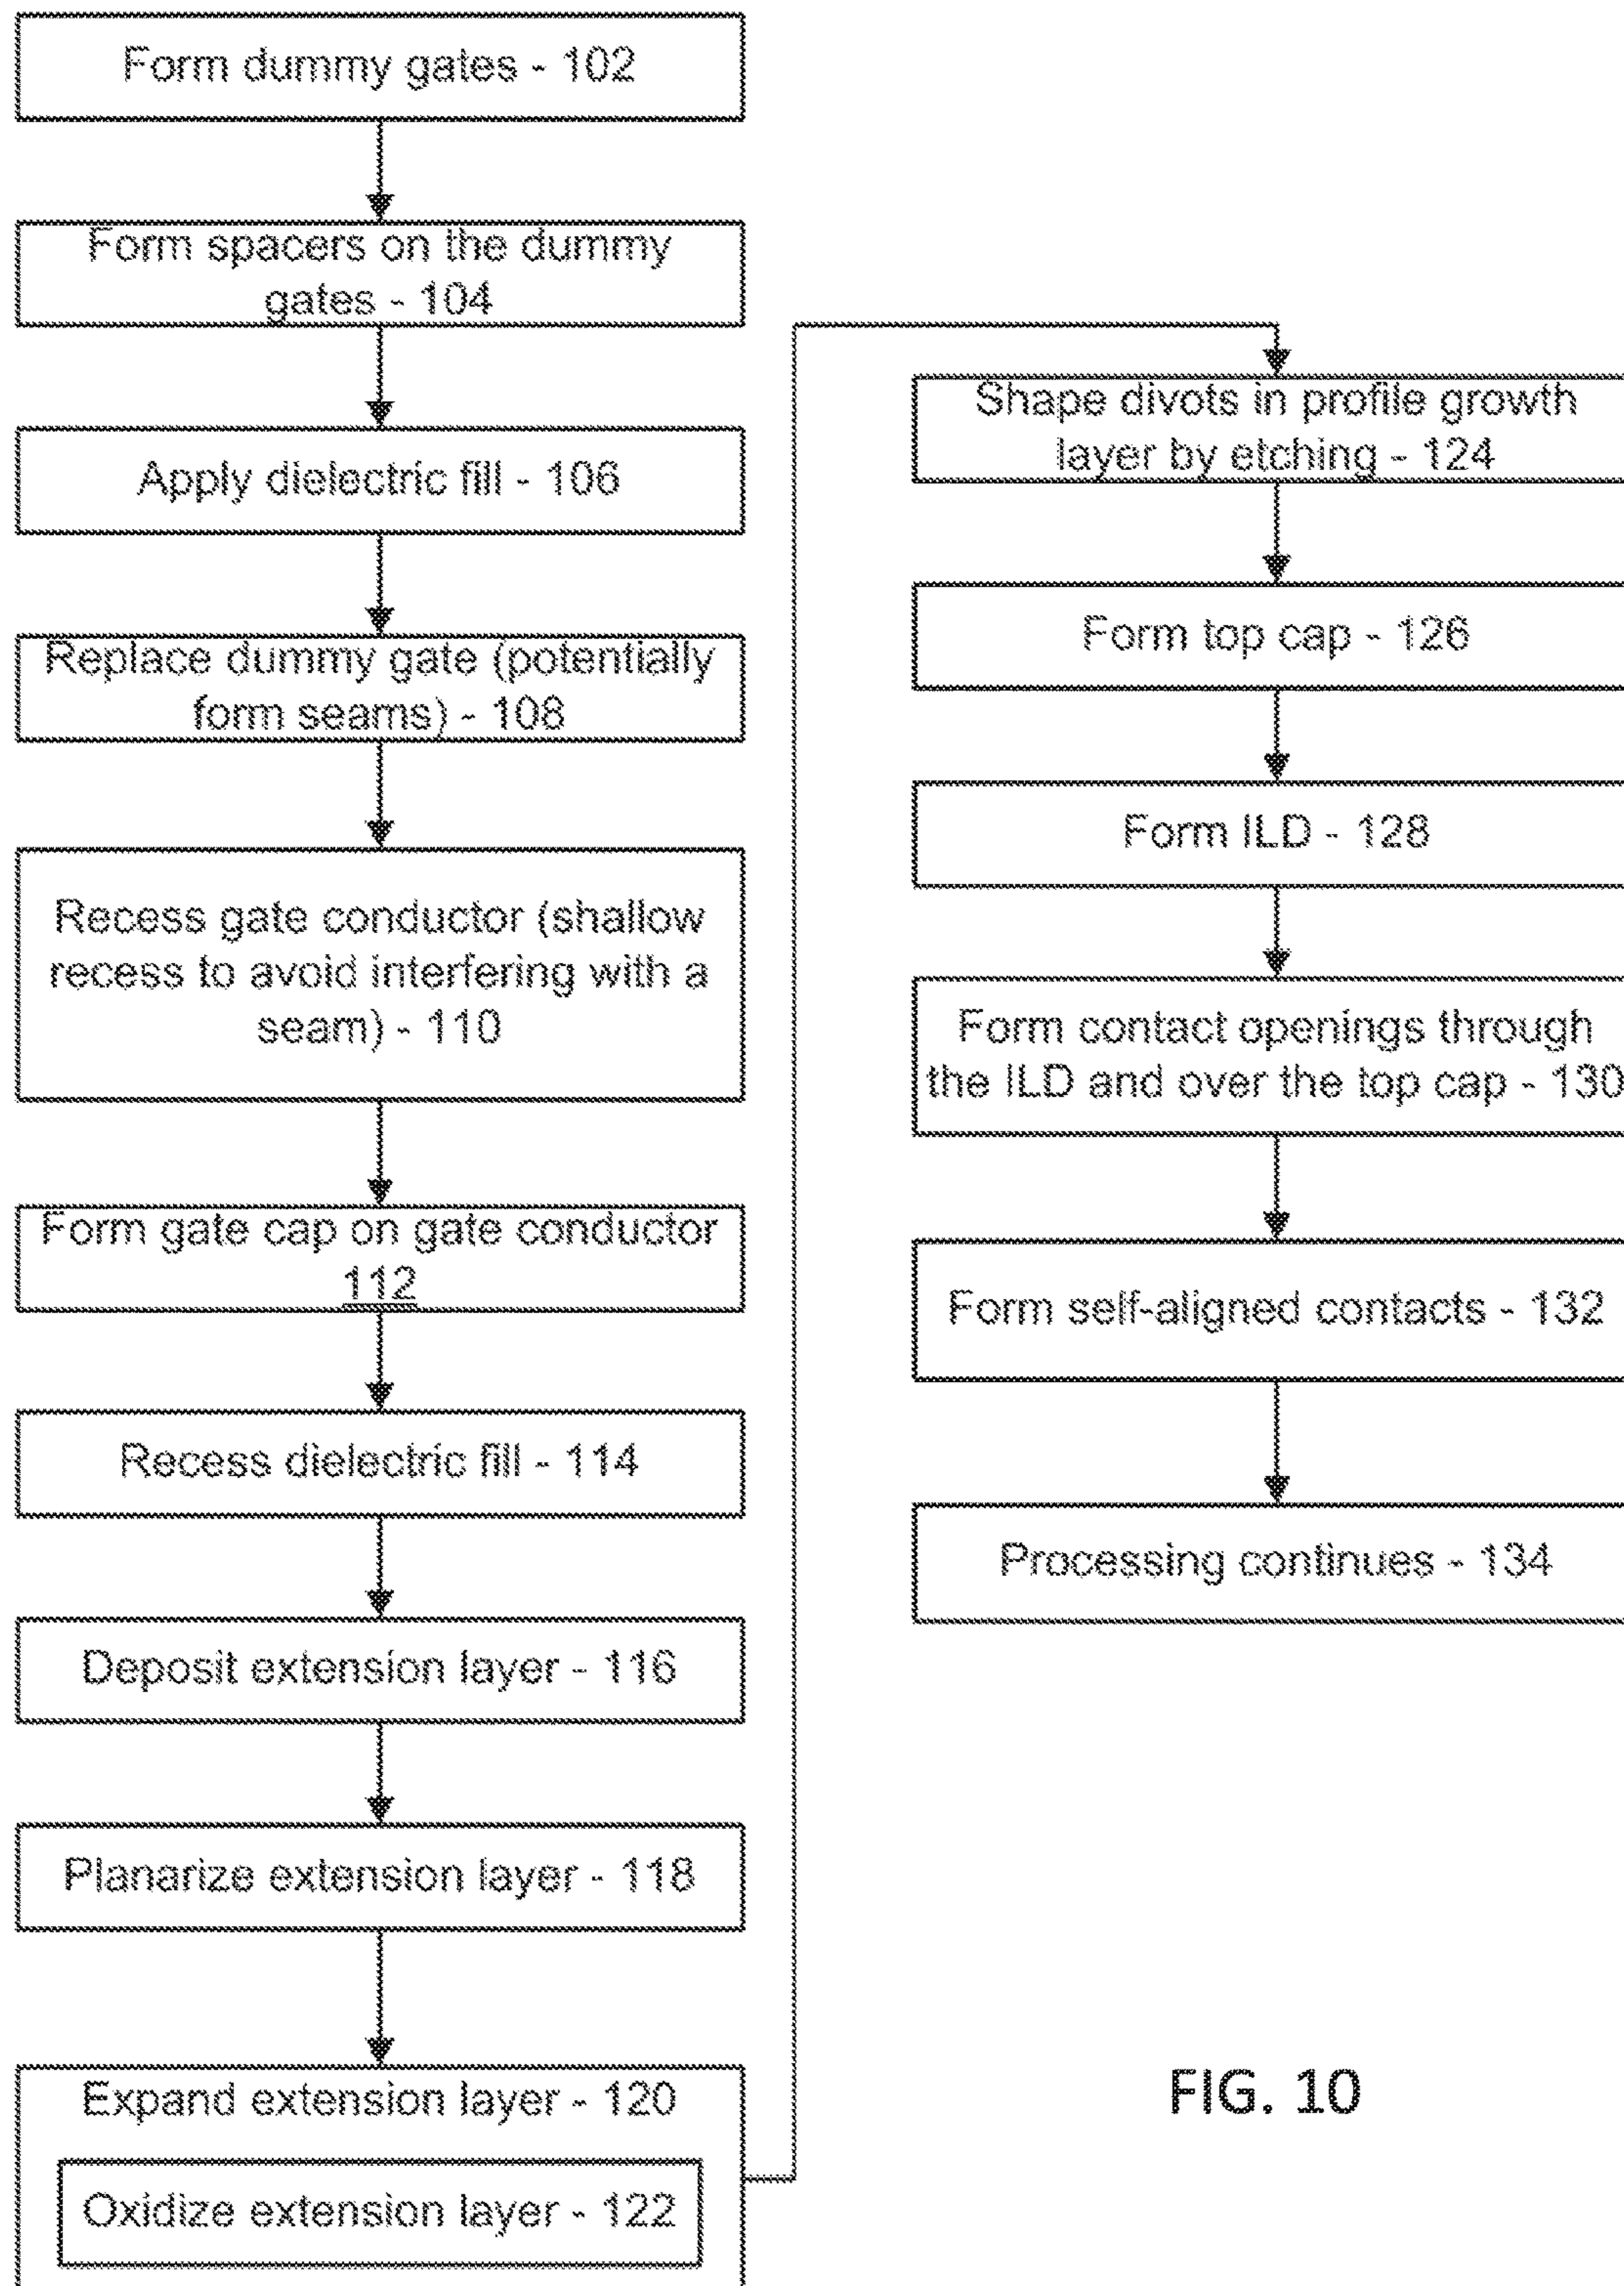 Form dummy gates - 102
Form spacers on the dummy
gates - 104
Apply dielectric fill - 106
Replace dummy gate (potentially
form seams) - 108
Recess gate conductor (shallow
recess to avoid interfering with a
seam) - 110
Form gate cap on gate conductor
112
Recess dielectric fill - 114
Deposit extension layer - 116
Planarize extension layer - 118
Expand extension layer - 120
Oxidize extension layer - 122
Shape divots in profile growth
layer by etching - 124
Form top cap - 126
Form ILD - 128
Form contact openings through
the ILD and over the top cap - 130
Form self-aligned contacts - 132
Processing continues - 134
FIG. 10